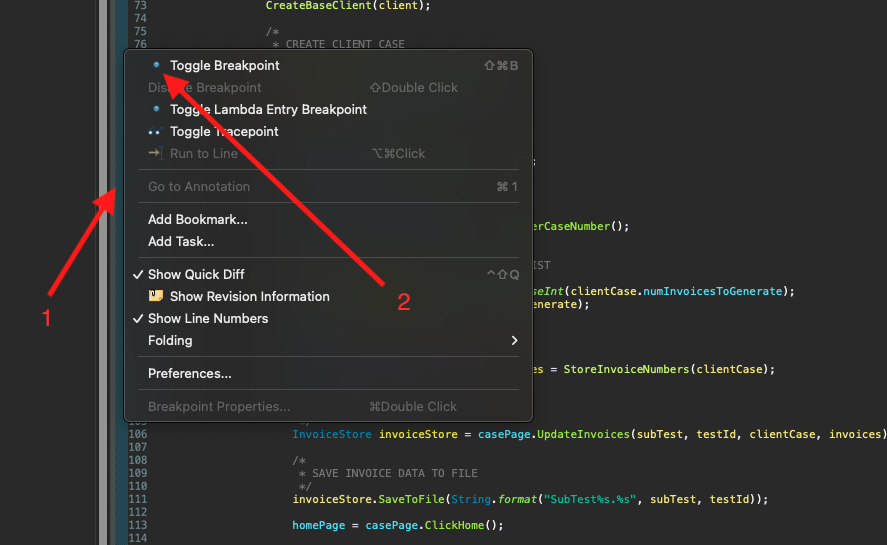 73 CreateBaseClient(client);
74
75 /*
76 * CREATE CLIENT CASE
Toggle Breakpoint ⇧⌘B
Disable Breakpoint ⇧Double Click
Toggle Lambda Entry Breakpoint
Toggle Tracepoint
Run to Line ⌥⌘Click
;
Go to Annotation ⌘1
1
Add Bookmark...
erCaseNumber();
Add Task...
IST
Show Quick Diff ^⇧Q
seInt(clientCase.numInvoicesToGenerate);
Show Revision Information
2
enerate);
Show Line Numbers
Folding
es = StoreInvoiceNumbers(clientCase);
Preferences...
Breakpoint Properties... ⌘Double Click
105 */
106 InvoiceStore invoiceStore = casePage.UpdateInvoices(subTest, testId, clientCase, invoices)
107
108 /*
109 * SAVE INVOICE DATA TO FILE
110 */
111 invoiceStore.SaveToFile(String.format("SubTest%s.%s", subTest, testId));
112
113 homePage = casePage.ClickHome();
114